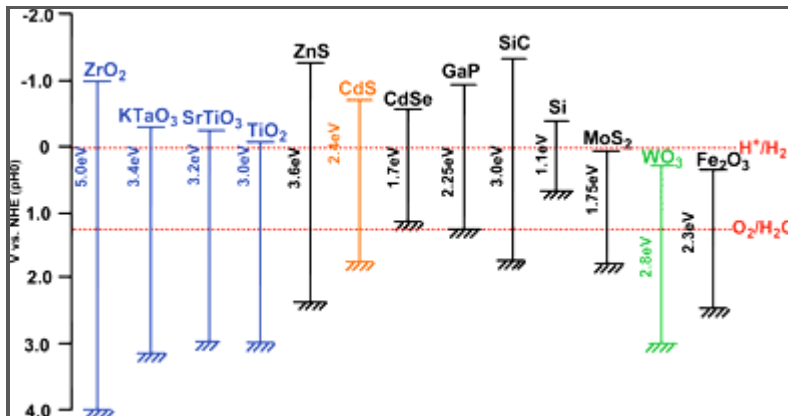 -2.0
-1.0
0
1.0
2.0
3.0
4.0
V vs. NHE (pH0)
ZrO₂
5.0eV
KTaO₃
3.4eV
SrTiO₃
3.2eV
TiO₂
3.0eV
ZnS
3.6eV
CdS
2.4eV
CdSe
1.7eV
GaP
2.25eV
SiC
3.0eV
Si
1.1eV
MoS₂
1.75eV
WO₃
2.8eV
Fe₂O₃
2.3eV
H⁺/H₂
O₂/H₂O